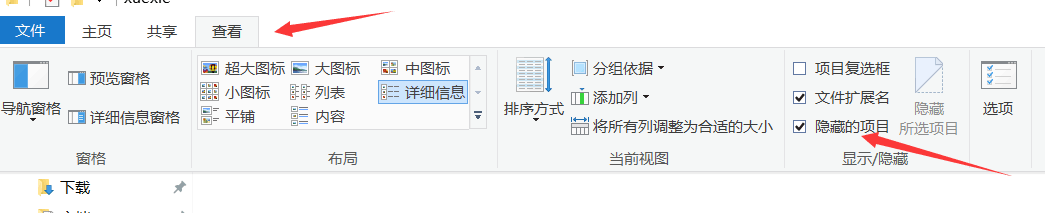 xuexie
文件 主页 共享 查看
导航窗格
预览窗格
详细信息窗格
窗格
超大图标 大图标 中图标
小图标 列表 详细信息
平铺 内容
布局
排序方式
分组依据
添加列
将所有列调整为合适的大小
当前视图
项目复选框
文件扩展名
隐藏的项目
隐藏
所选项目
显示/隐藏
选项
下载